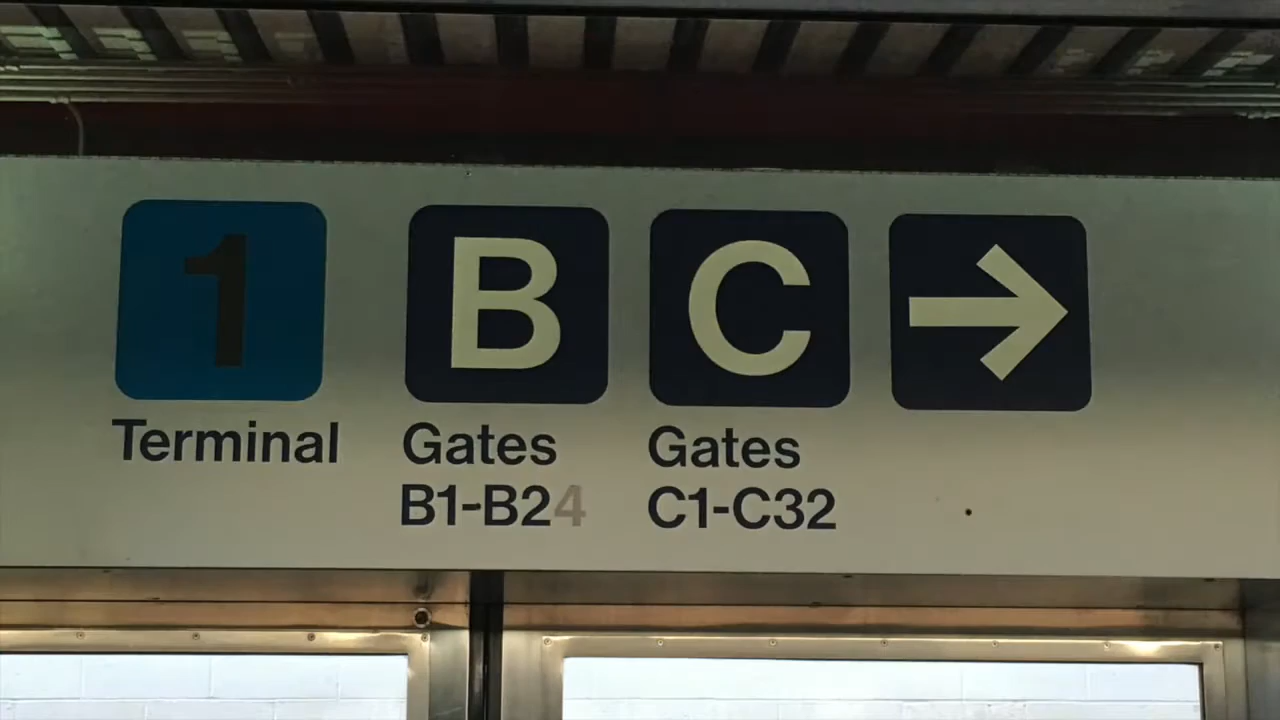 1 B C →
Terminal Gates Gates
B1-B24 C1-C32